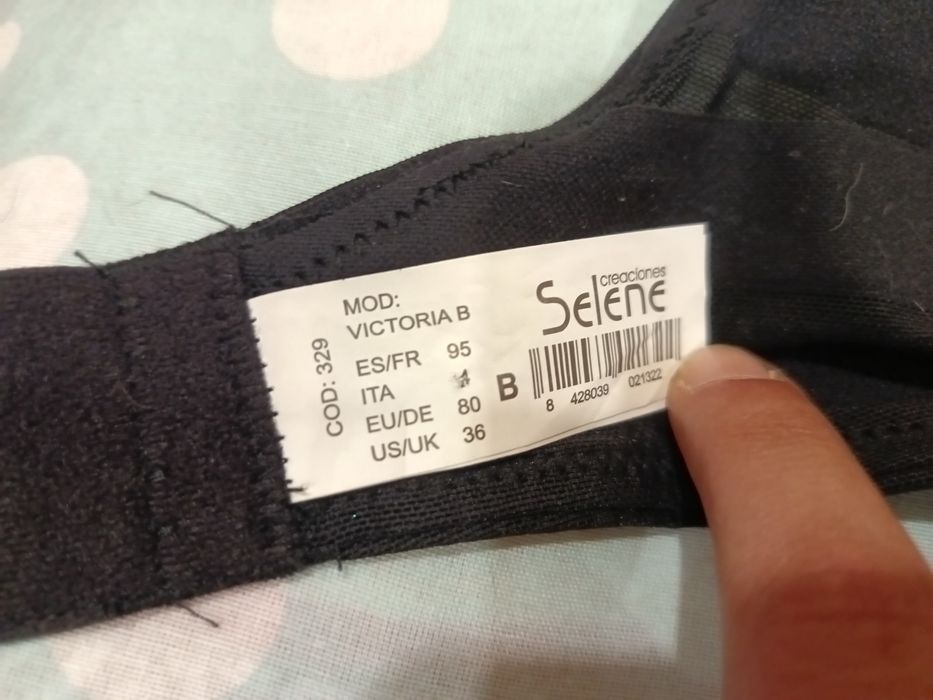 COD: 329
MOD:
VICTORIA B
ES/FR 95
ITA
EU/DE 80
US/UK 36
B
creaciones
Selene
8 428039 021322